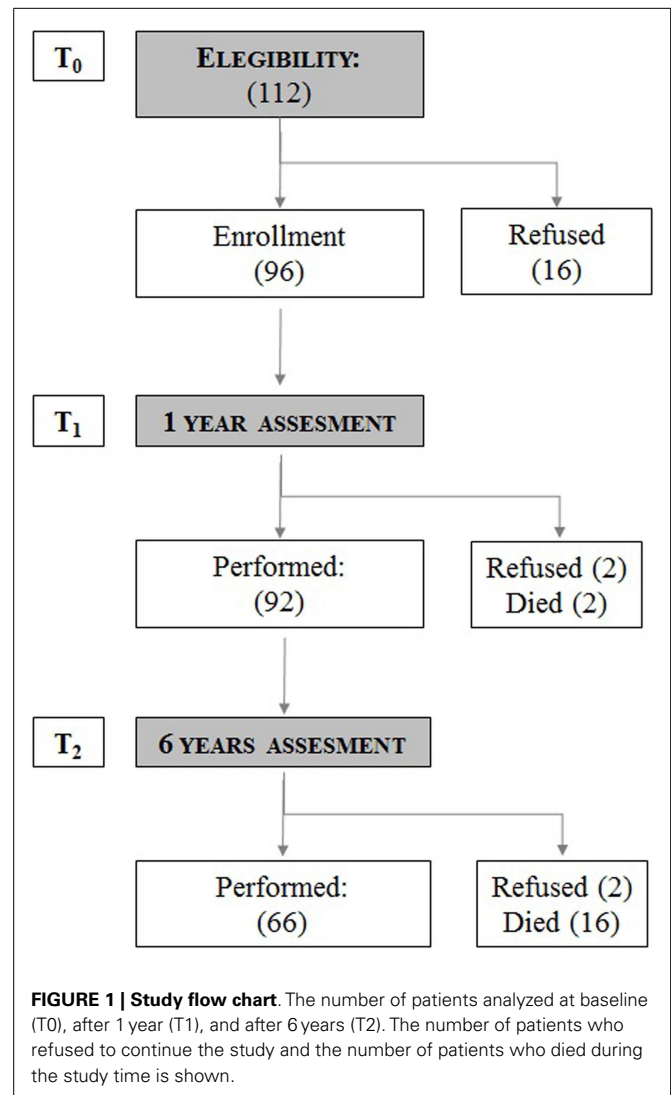 T0
ELEGIBILITY:
(112)
Enrollment
(96)
Refused
(16)
T1
1 YEAR ASSESMENT
Performed:
(92)
Refused (2)
Died (2)
T2
6 YEARS ASSESMENT
Performed:
(66)
Refused (2)
Died (16)
FIGURE 1 | Study flow chart. The number of patients analyzed at baseline
(T0), after 1 year (T1), and after 6 years (T2). The number of patients who
refused to continue the study and the number of patients who died during
the study time is shown.